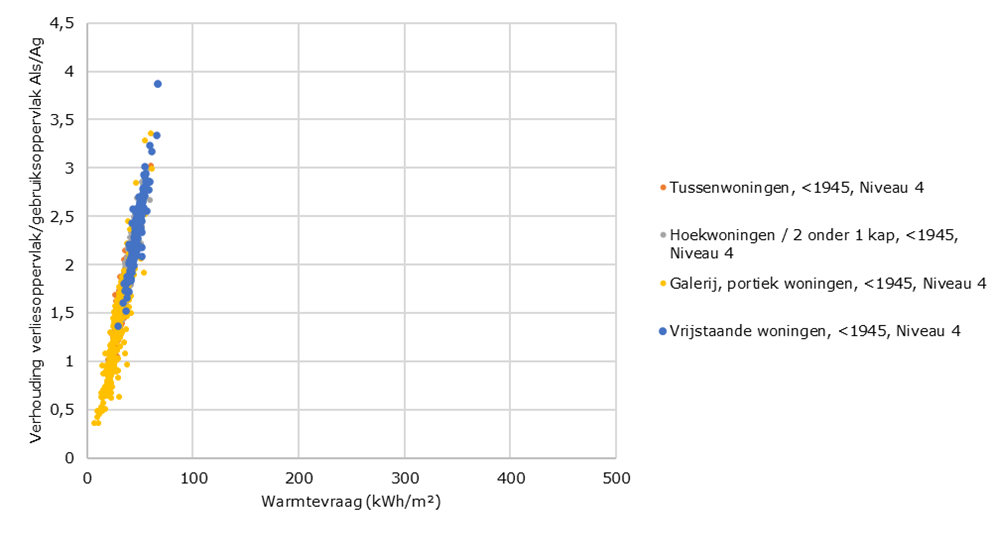 4,5
4
3,5
3
2,5
2
1,5
1
0,5
0
Verhouding verliesoppervlak/gebruiksoppervlak Als/Ag
0 100 200 300 400 500
Warmtevraag (kWh/m²)
Tussenwoningen, <1945, Niveau 4
Hoekwoningen / 2 onder 1 kap, <1945,
Niveau 4
Galerij, portiek woningen, <1945, Niveau 4
Vrijstaande woningen, <1945, Niveau 4